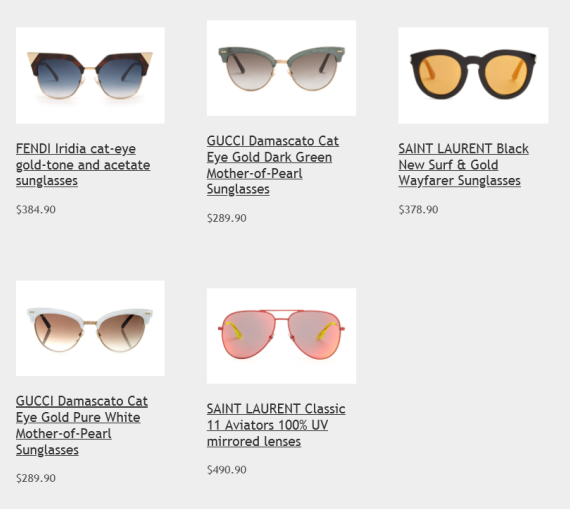 FENDI Iridia cat-eye
gold-tone and acetate
sunglasses
$384.90
GUCCI Damascato Cat
Eye Gold Dark Green
Mother-of-Pearl
Sunglasses
$289.90
SAINT LAURENT Black
New Surf & Gold
Wayfarer Sunglasses
$378.90
GUCCI Damascato Cat
Eye Gold Pure White
Mother-of-Pearl
Sunglasses
$289.90
SAINT LAURENT Classic
11 Aviators 100% UV
mirrored lenses
$490.90